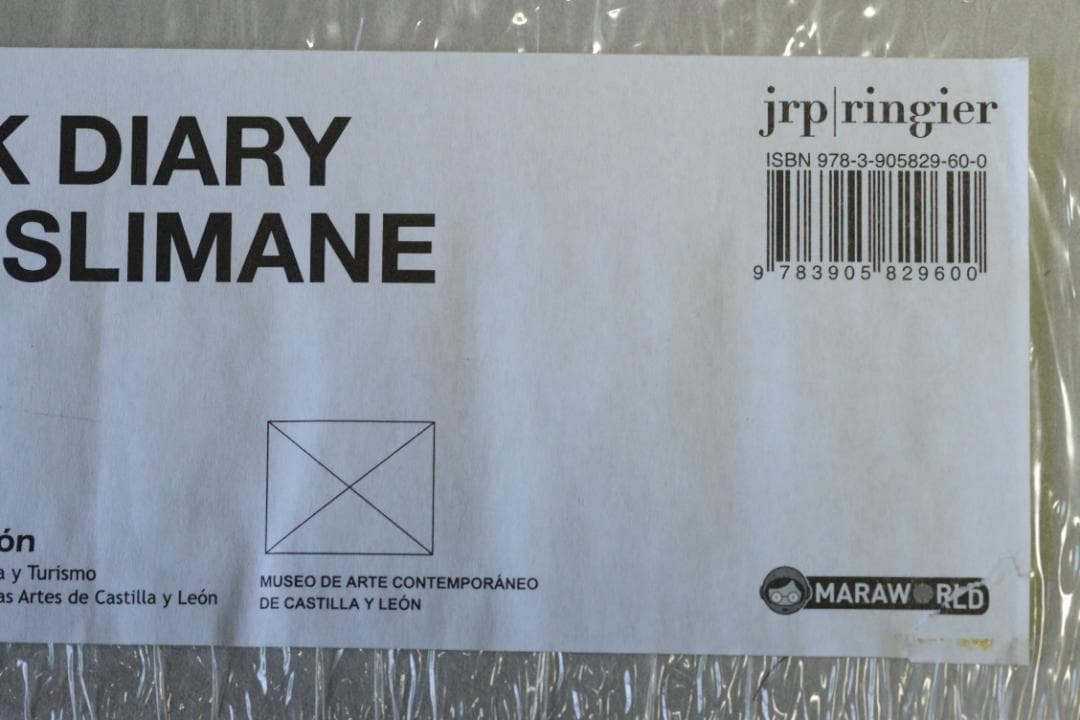 jrp|ringier
ISBN 978-3-905829-60-0
9 783905 829600
K DIARY
SLIMANE
ón
a y Turismo
as Artes de Castilla y León
MUSEO DE ARTE CONTEMPORÁNEO
DE CASTILLA Y LEÓN
MARAWORLD